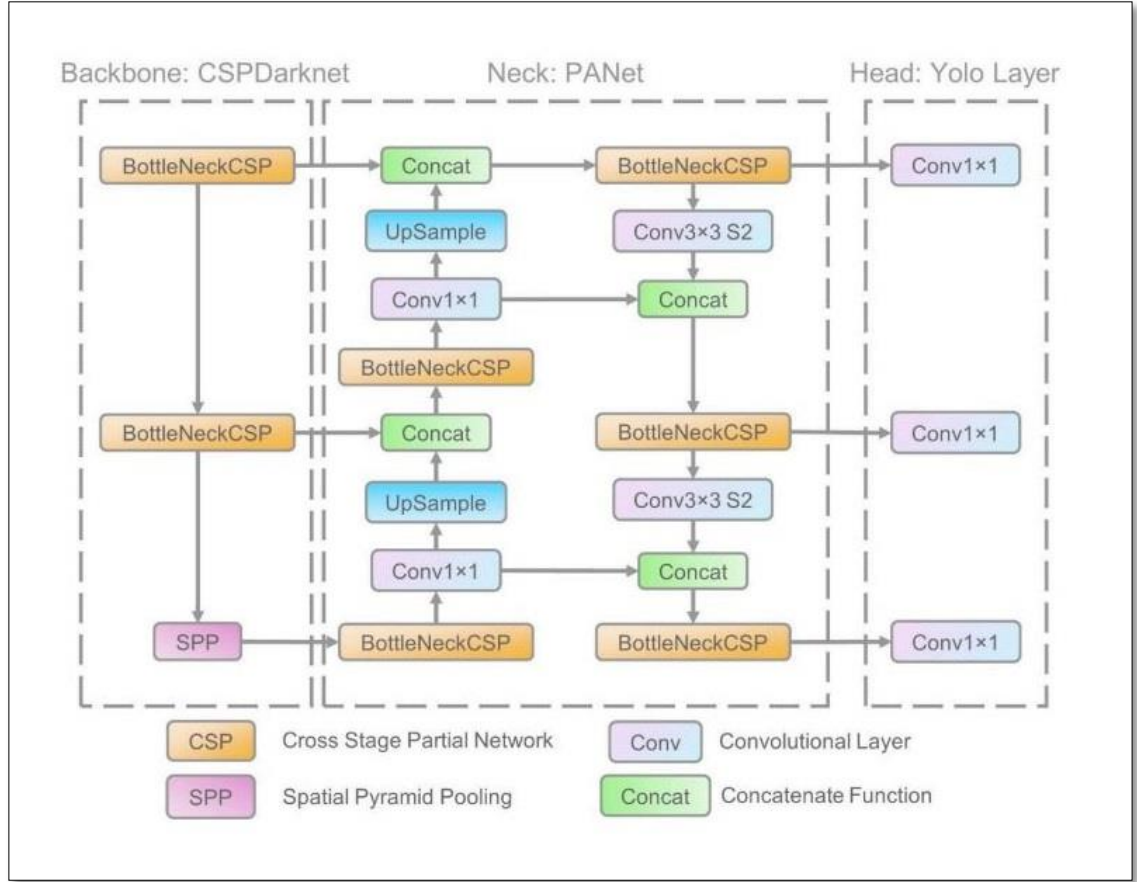 Backbone: CSPDarknet
Neck: PANet
Head: Yolo Layer
BottleNeckCSP
Concat
BottleNeckCSP
Conv1×1
UpSample
Conv3×3 S2
Conv1×1
Concat
BottleNeckCSP
BottleNeckCSP
Concat
BottleNeckCSP
Conv1×1
UpSample
Conv3×3 S2
Conv1×1
Concat
SPP
BottleNeckCSP
BottleNeckCSP
Conv1×1
CSP
Cross Stage Partial Network
Conv
Convolutional Layer
SPP
Spatial Pyramid Pooling
Concat
Concatenate Function